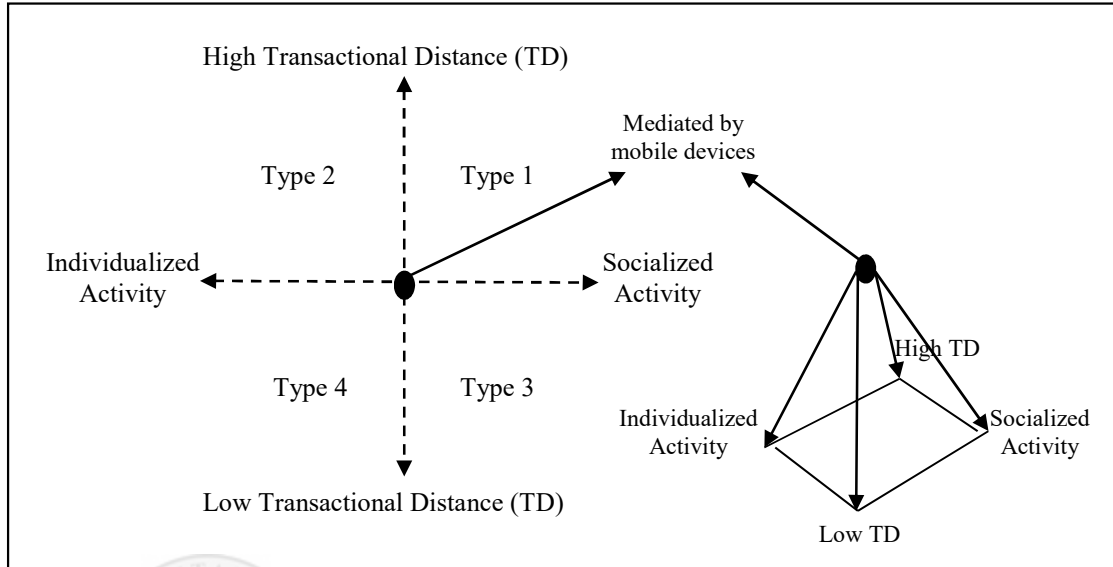 High Transactional Distance (TD)
Mediated by
mobile devices
Type 2
Type 1
Individualized
Activity
Socialized
Activity
High TD
Type 4
Type 3
Individualized
Activity
Socialized
Activity
Low Transactional Distance (TD)
Low TD